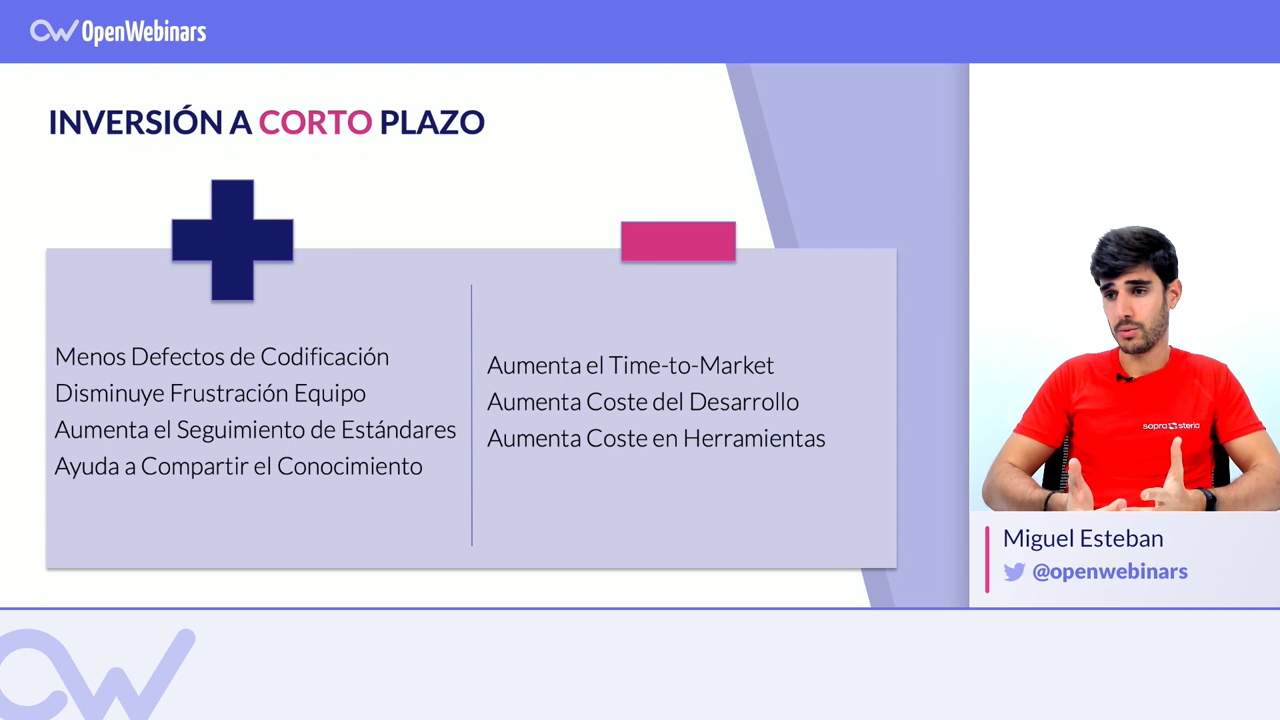 OpenWebinars
INVERSIÓN A CORTO PLAZO
Menos Defectos de Codificación
Disminuye Frustración Equipo
Aumenta el Seguimiento de Estándares
Ayuda a Compartir el Conocimiento
Aumenta el Time-to-Market
Aumenta Coste del Desarrollo
Aumenta Coste en Herramientas
sopra steria
Miguel Esteban
@openwebinars